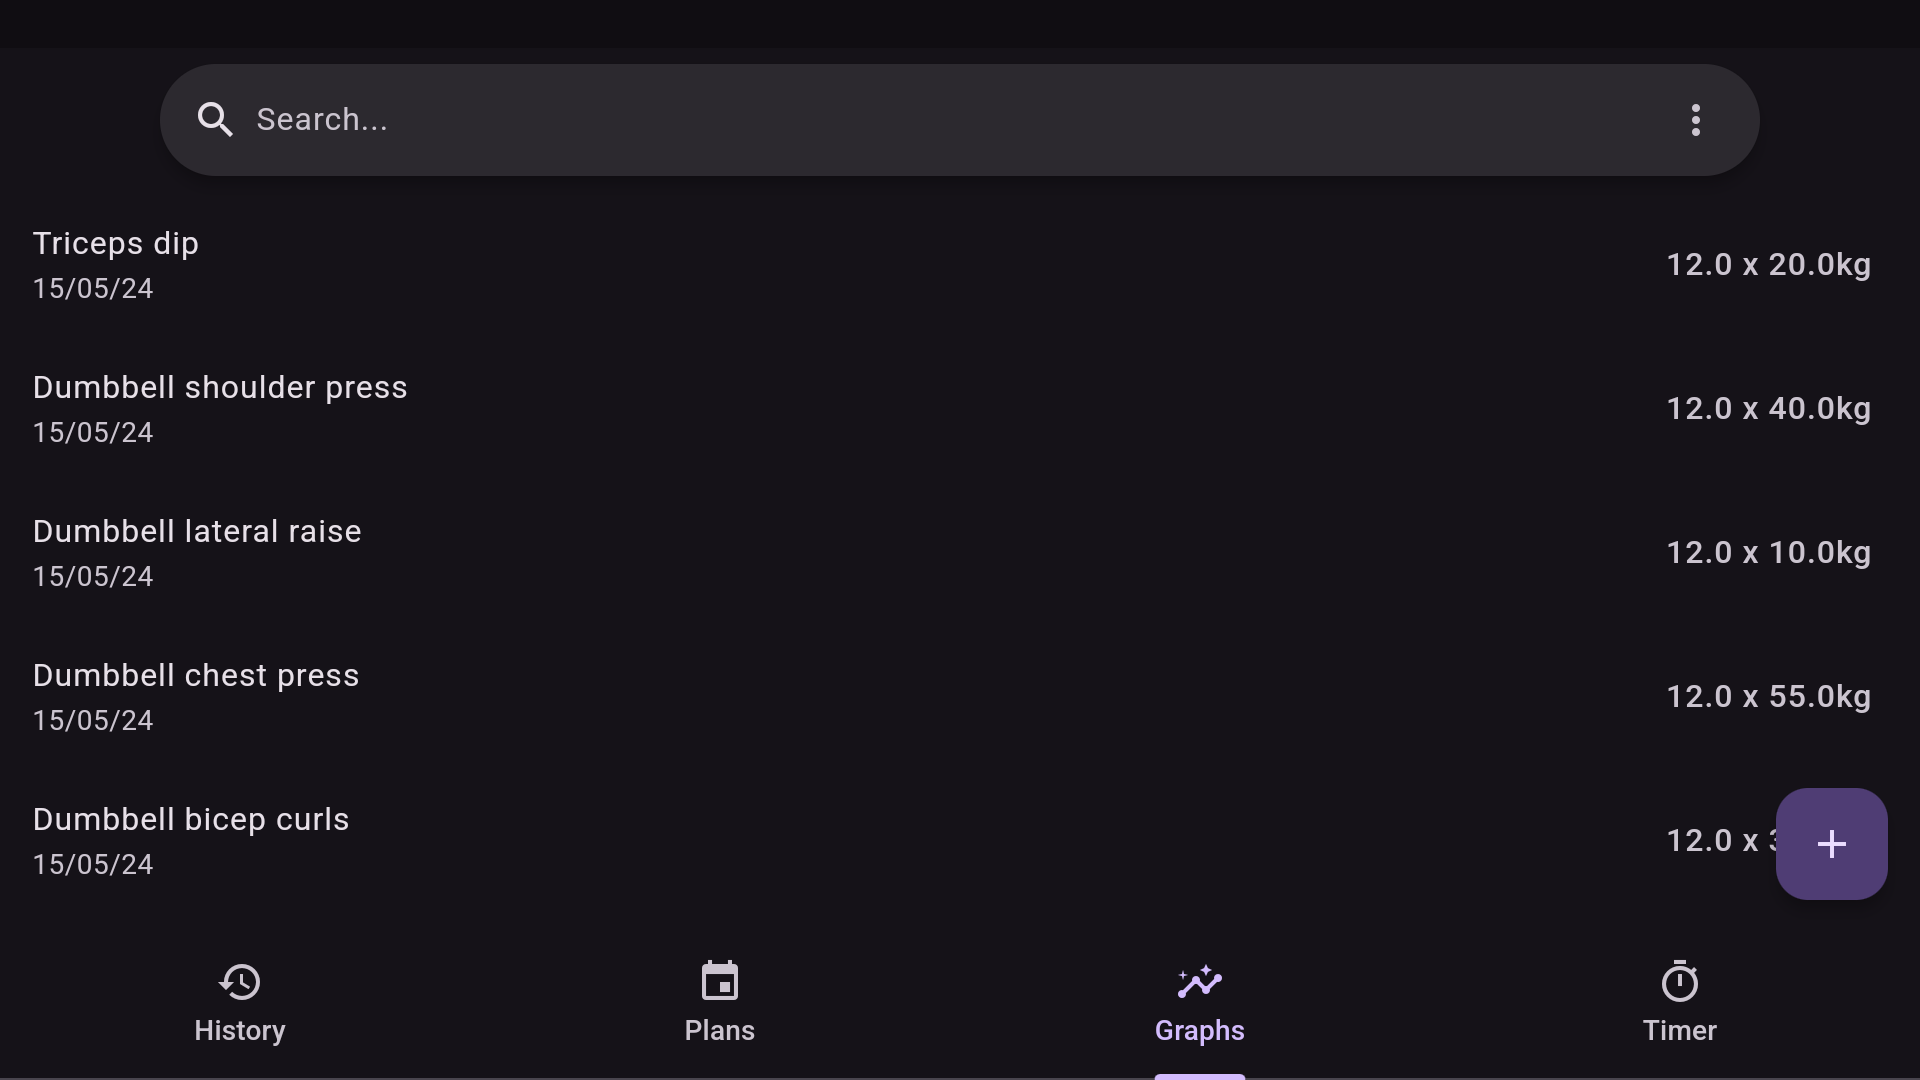 Search...
Triceps dip
15/05/24
12.0 x 20.0kg
Dumbbell shoulder press
15/05/24
12.0 x 40.0kg
Dumbbell lateral raise
15/05/24
12.0 x 10.0kg
Dumbbell chest press
15/05/24
12.0 x 55.0kg
Dumbbell bicep curls
15/05/24
12.0 x
History
Plans
Graphs
Timer